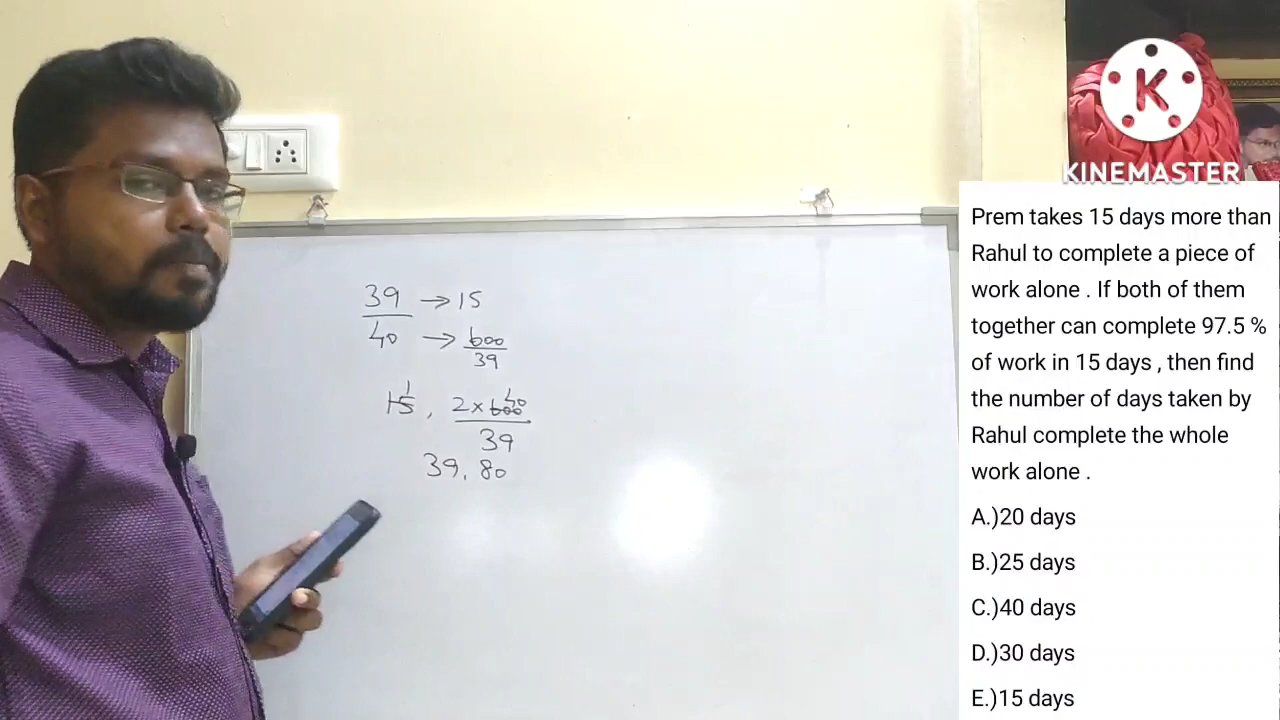 K
KINEMASTER
Prem takes 15 days more than
Rahul to complete a piece of
work alone . If both of them
together can complete 97.5 %
of work in 15 days , then find
the number of days taken by
Rahul complete the whole
work alone .
A.)20 days
B.)25 days
C.)40 days
D.)30 days
E.)15 days
39 → 15
40 → 600
39
1
15 , 2 × 600 40
39
39, 80